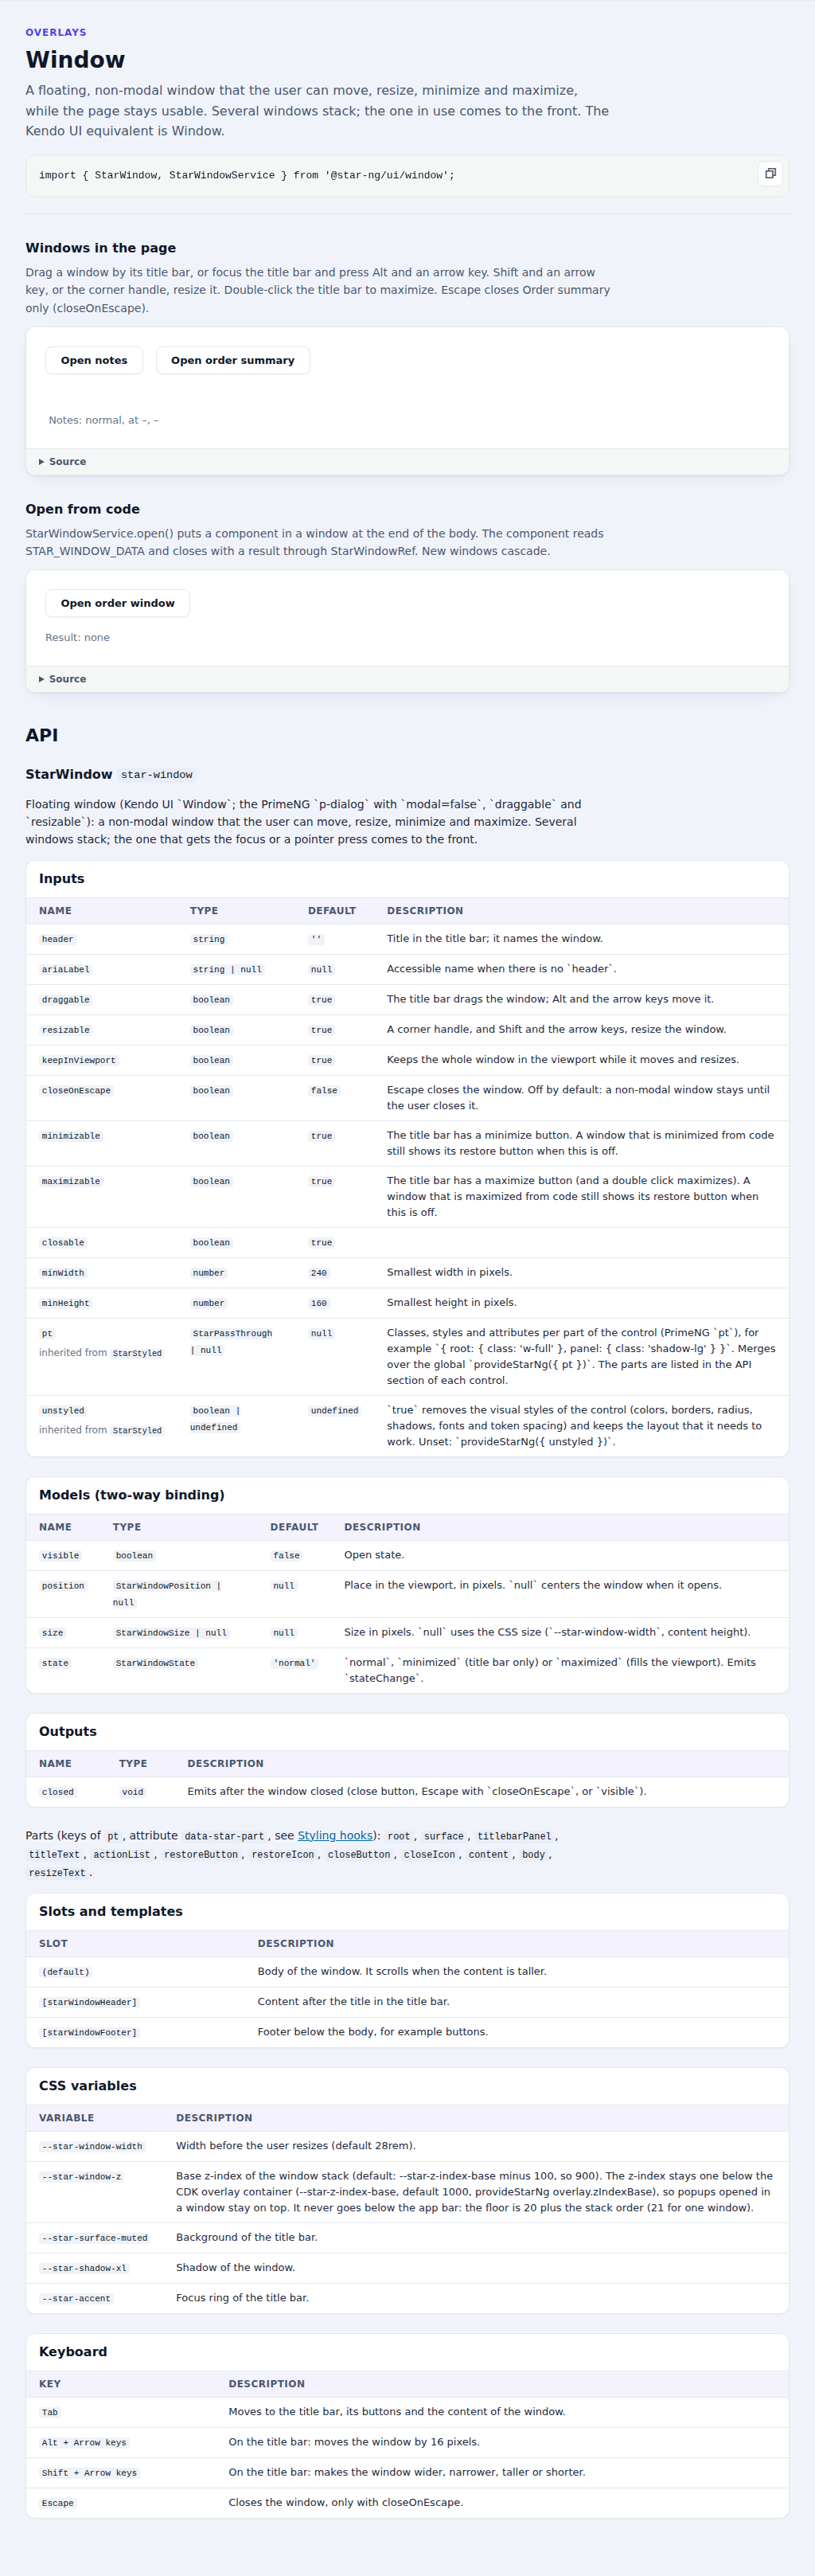 OVERLAYS
Window
A floating, non-modal window that the user can move, resize, minimize and maximize,
while the page stays usable. Several windows stack; the one in use comes to the front. The
Kendo UI equivalent is Window.
import { StarWindow, StarWindowService } from '@star-ng/ui/window';
Windows in the page
Drag a window by its title bar, or focus the title bar and press Alt and an arrow key. Shift and an arrow
key, or the corner handle, resize it. Double-click the title bar to maximize. Escape closes Order summary
only (closeOnEscape).
Open notes Open order summary
Notes: normal, at –, –
Source
Open from code
StarWindowService.open() puts a component in a window at the end of the body. The component reads
STAR_WINDOW_DATA and closes with a result through StarWindowRef. New windows cascade.
Open order window
Result: none
Source
API
StarWindow star-window
Floating window (Kendo UI `Window`; the PrimeNG `p-dialog` with `modal=false`, `draggable` and
`resizable`): a non-modal window that the user can move, resize, minimize and maximize. Several
windows stack; the one that gets the focus or a pointer press comes to the front.
Inputs
NAME TYPE DEFAULT DESCRIPTION
header string '' Title in the title bar; it names the window.
ariaLabel string | null null Accessible name when there is no `header`.
draggable boolean true The title bar drags the window; Alt and the arrow keys move it.
resizable boolean true A corner handle, and Shift and the arrow keys, resize the window.
keepInViewport boolean true Keeps the whole window in the viewport while it moves and resizes.
closeOnEscape boolean false Escape closes the window. Off by default: a non-modal window stays until
the user closes it.
minimizable boolean true The title bar has a minimize button. A window that is minimized from code
still shows its restore button when this is off.
maximizable boolean true The title bar has a maximize button (and a double click maximizes). A
window that is maximized from code still shows its restore button when
this is off.
closable boolean true
minWidth number 240 Smallest width in pixels.
minHeight number 160 Smallest height in pixels.
pt StarPassThrough null Classes, styles and attributes per part of the control (PrimeNG `pt`), for
inherited from StarStyled | null example `{ root: { class: 'w-full' }, panel: { class: 'shadow-lg' } }`. Merges
over the global `provideStarNg({ pt })`. The parts are listed in the API
section of each control.
unstyled boolean | undefined `true` removes the visual styles of the control (colors, borders, radius,
inherited from StarStyled undefined shadows, fonts and token spacing) and keeps the layout that it needs to
work. Unset: `provideStarNg({ unstyled })`.
Models (two-way binding)
NAME TYPE DEFAULT DESCRIPTION
visible boolean false Open state.
position StarWindowPosition | null Place in the viewport, in pixels. `null` centers the window when it opens.
null
size StarWindowSize | null null Size in pixels. `null` uses the CSS size (`--star-window-width`, content height).
state StarWindowState 'normal' `normal`, `minimized` (title bar only) or `maximized` (fills the viewport). Emits
`stateChange`.
Outputs
NAME TYPE DESCRIPTION
closed void Emits after the window closed (close button, Escape with `closeOnEscape`, or `visible`).
Parts (keys of pt, attribute data-star-part, see Styling hooks): root, surface, titlebarPanel,
titleText, actionList, restoreButton, restoreIcon, closeButton, closeIcon, content, body,
resizeText.
Slots and templates
SLOT DESCRIPTION
(default) Body of the window. It scrolls when the content is taller.
[starWindowHeader] Content after the title in the title bar.
[starWindowFooter] Footer below the body, for example buttons.
CSS variables
VARIABLE DESCRIPTION
--star-window-width Width before the user resizes (default 28rem).
--star-window-z Base z-index of the window stack (default: --star-z-index-base minus 100, so 900). The z-index stays one below the
CDK overlay container (--star-z-index-base, default 1000, provideStarNg overlay.zIndexBase), so popups opened in
a window stay on top. It never goes below the app bar: the floor is 20 plus the stack order (21 for one window).
--star-surface-muted Background of the title bar.
--star-shadow-xl Shadow of the window.
--star-accent Focus ring of the title bar.
Keyboard
KEY DESCRIPTION
Tab Moves to the title bar, its buttons and the content of the window.
Alt + Arrow keys On the title bar: moves the window by 16 pixels.
Shift + Arrow keys On the title bar: makes the window wider, narrower, taller or shorter.
Escape Closes the window, only with closeOnEscape.